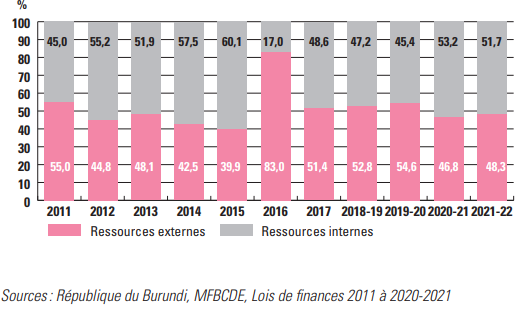 %
100
90
80
70
60
50
40
30
20
10
0
45,0 55,2 51,9 57,5 60,1 17,0 48,6 47,2 45,4 53,2 51,7
55,0 44,8 48,1 42,5 39,9 83,0 51,4 52,8 54,6 46,8 48,3
2011 2012 2013 2014 2015 2016 2017 2018-19 2019-20 2020-21 2021-22
Ressources externes Ressources internes
Sources : République du Burundi, MFBCDE, Lois de finances 2011 à 2020-2021